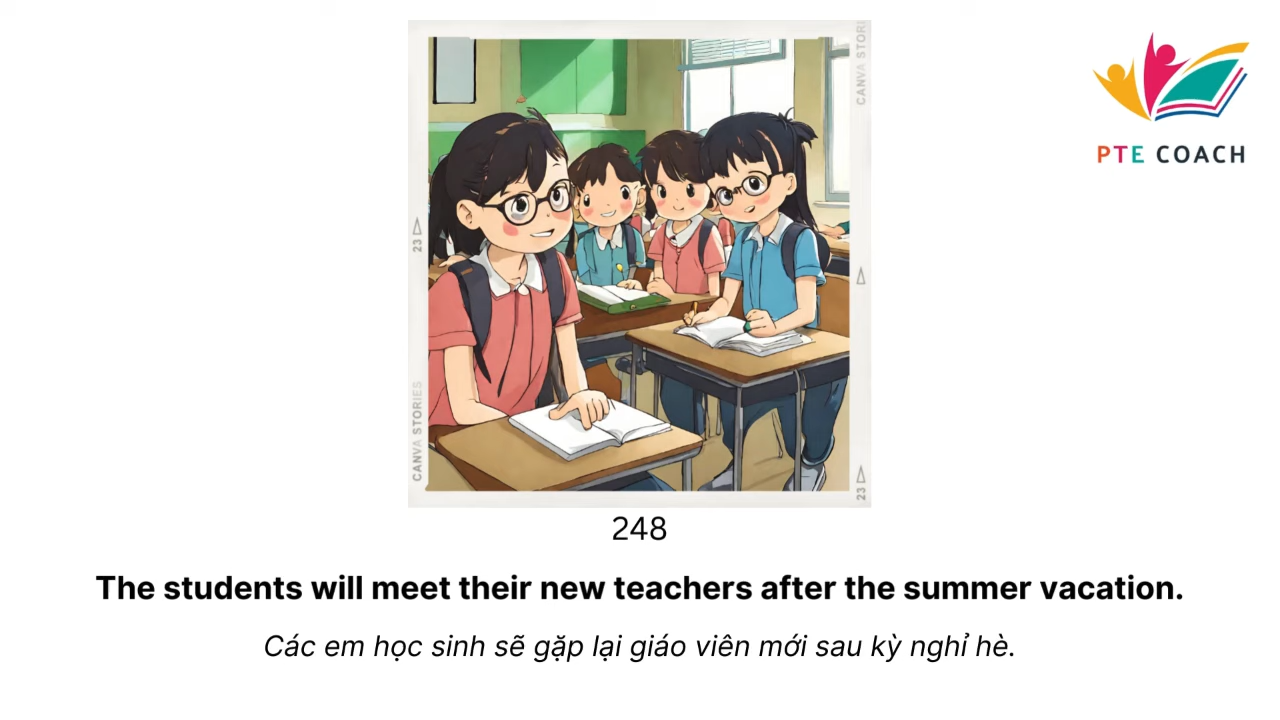 CANVA STORIES
23
CANVA STORI
23
PTE COACH
248
The students will meet their new teachers after the summer vacation.
Các em học sinh sẽ gặp lại giáo viên mới sau kỳ nghỉ hè.